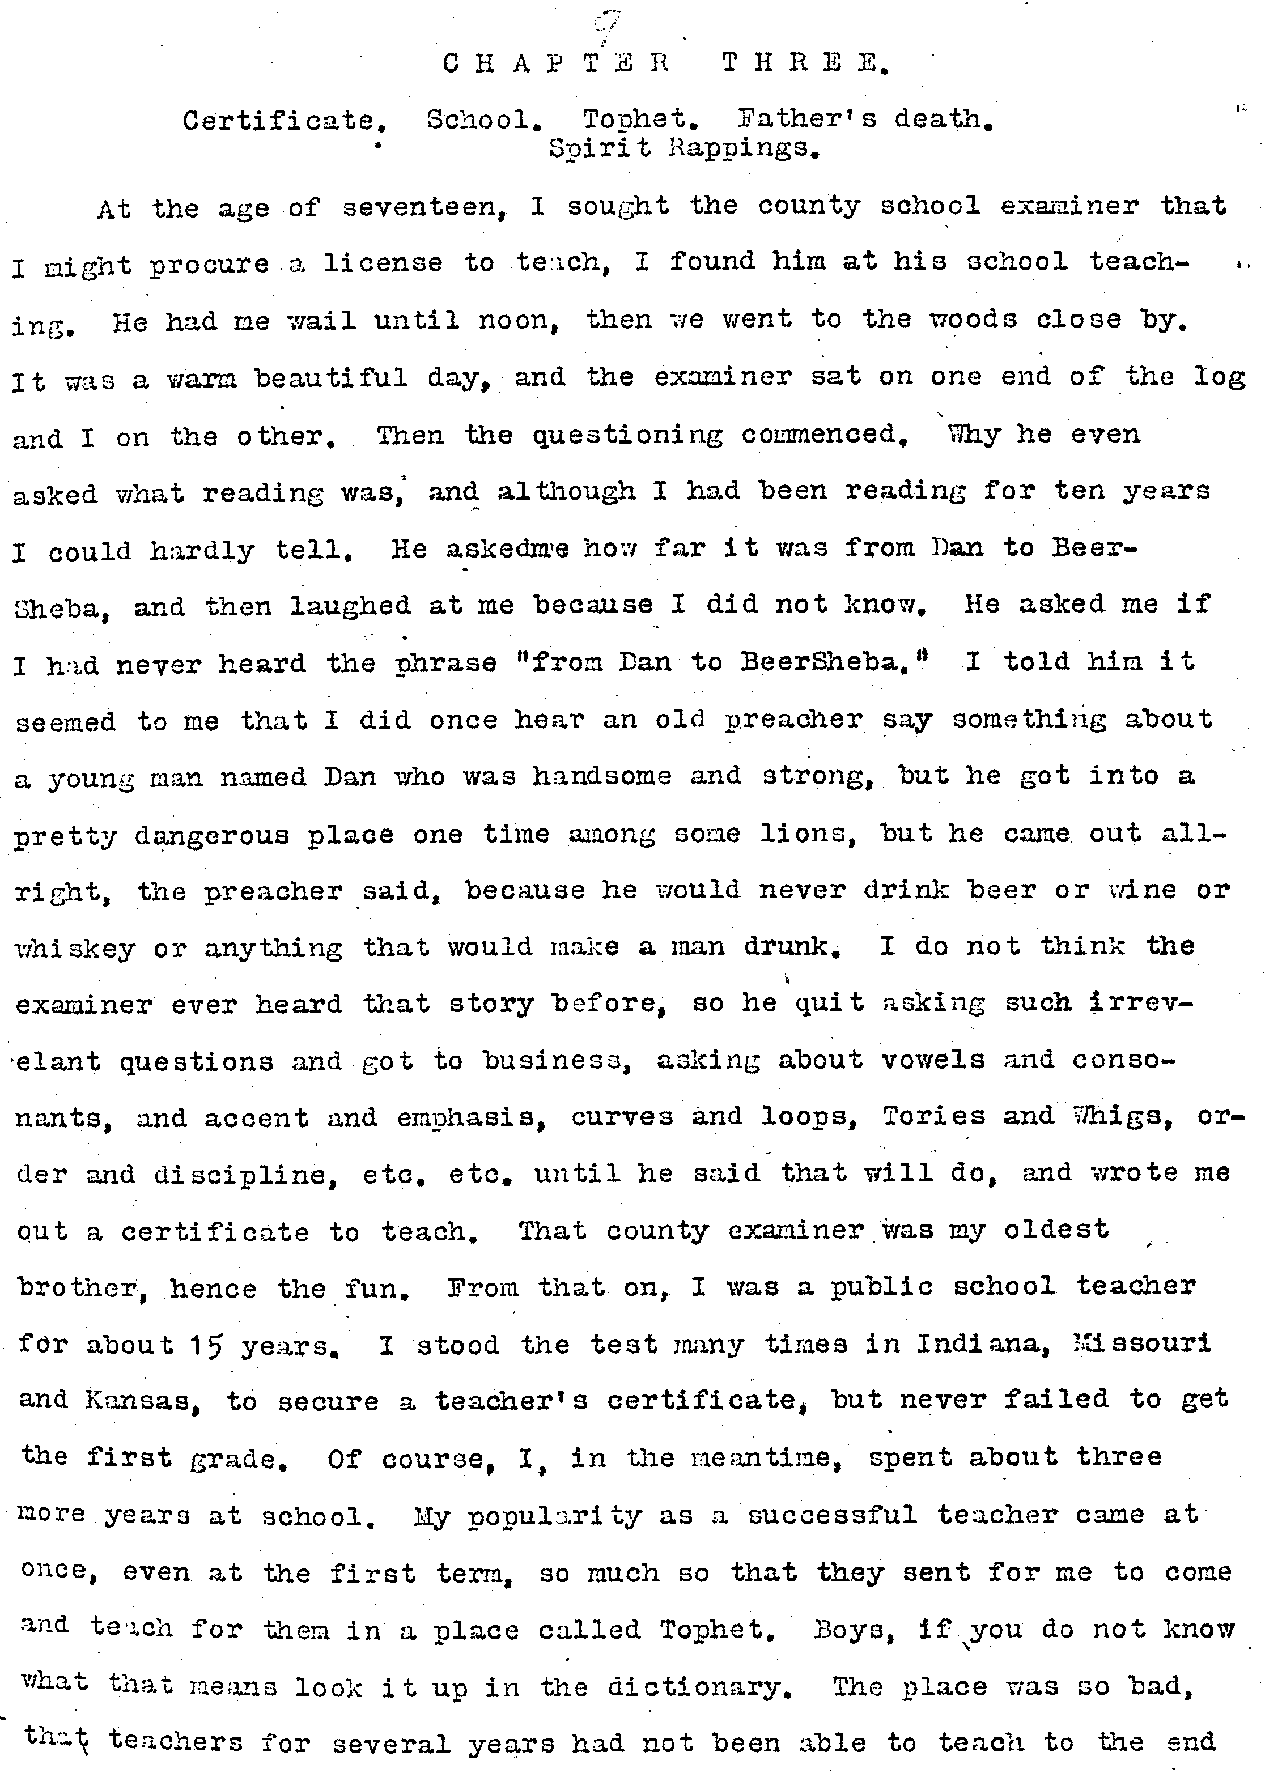 9
CHAPTER THREE.
Certificate. School. Tophet. Father's death.
Spirit Rappings.
At the age of seventeen, I sought the county school examiner that
I might procure a license to teach, I found him at his school teach-
ing. He had me wail until noon, then we went to the woods close by.
It was a warm beautiful day, and the examiner sat on one end of the log
and I on the other. Then the questioning commenced, Why he even
asked what reading was, and although I had been reading for ten years
I could hardly tell. He askedme how far it was from Dan to Beer-
Sheba, and then laughed at me because I did not know. He asked me if
I had never heard the phrase "from Dan to BeerSheba." I told him it
seemed to me that I did once hear an old preacher say something about
a young man named Dan who was handsome and strong, but he got into a
pretty dangerous place one time among some lions, but he came out all-
right, the preacher said, because he would never drink beer or wine or
whiskey or anything that would make a man drunk. I do not think the
examiner ever heard that story before, so he quit asking such irrev-
elant questions and got to business, asking about vowels and conso-
nants, and accent and emphasis, curves and loops, Tories and Whigs, or-
der and discipline, etc. etc. until he said that will do, and wrote me
out a certificate to teach. That county examiner was my oldest
brother, hence the fun. From that on, I was a public school teacher
for about 15 years. I stood the test many times in Indiana, Missouri
and Kansas, to secure a teacher's certificate, but never failed to get
the first grade. Of course, I, in the meantime, spent about three
more years at school. My popularity as a successful teacher came at
once, even at the first term, so much so that they sent for me to come
and teach for them in a place called Tophet. Boys, if you do not know
what that means look it up in the dictionary. The place was so bad,
that teachers for several years had not been able to teach to the end